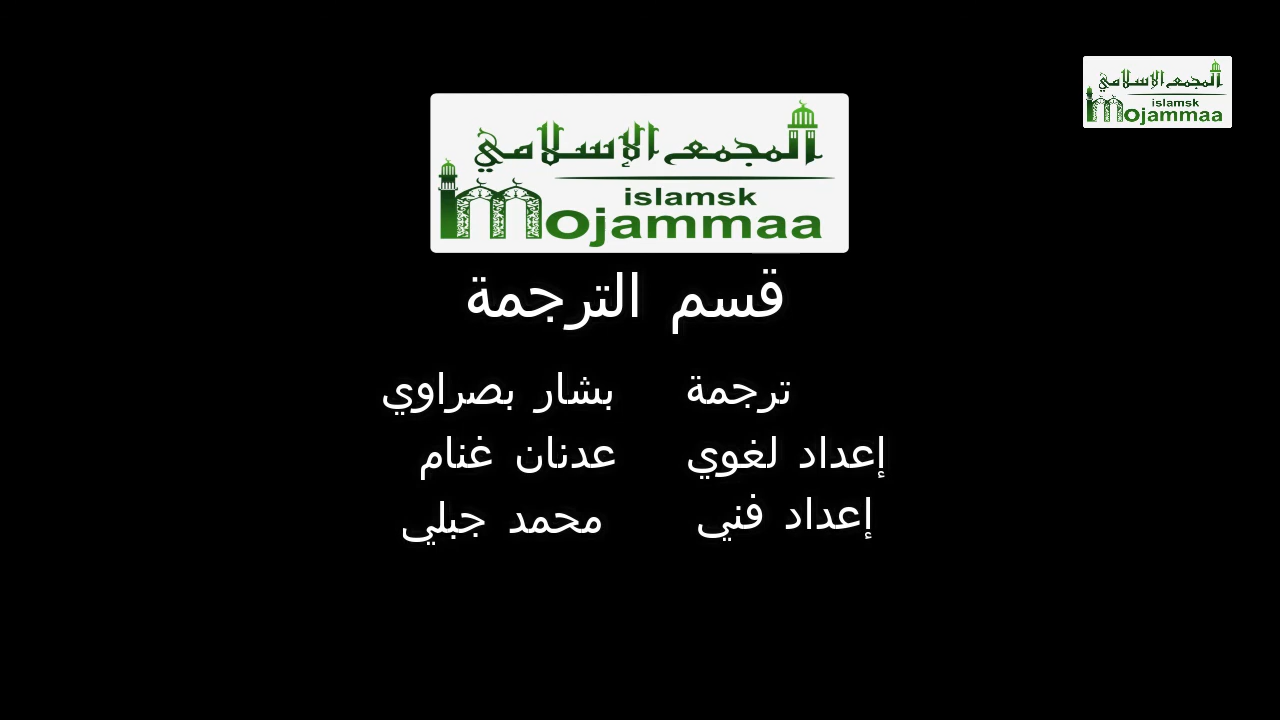 المجمع الإسلامي
islamsk
mojammaa
المجمع الإسلامي
islamsk
mojammaa
قسم الترجمة
ترجمة بشار بصراوي
إعداد لغوي عدنان غنام
إعداد فني محمد جبلي